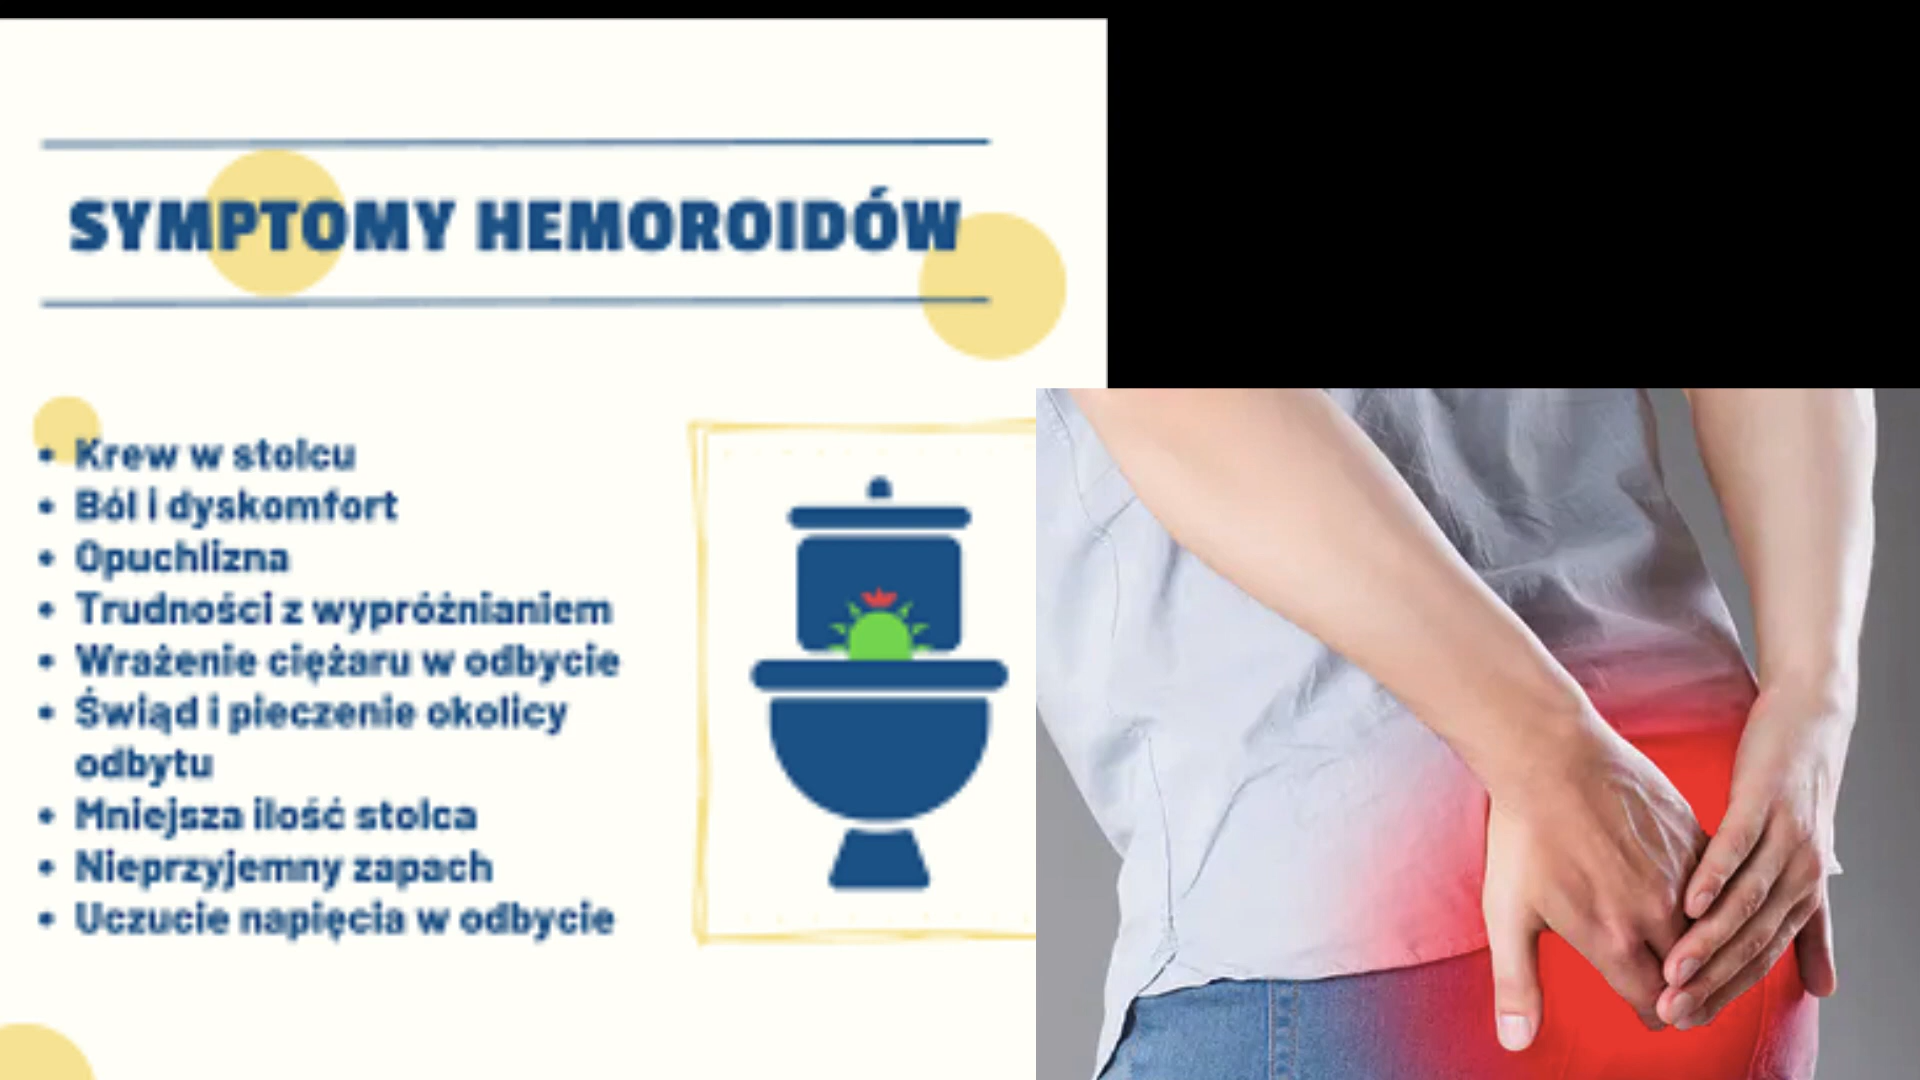 SYMPTOMY HEMOROIDÓW
• Krew w stolcu
• Ból i dyskomfort
• Opuchlizna
• Trudności z wypróżnianiem
• Wrażenie ciężaru w odbycie
• Świąd i pieczenie okolicy
odbytu
• Mniejsza ilość stolca
• Nieprzyjemny zapach
• Uczucie napięcia w odbycie